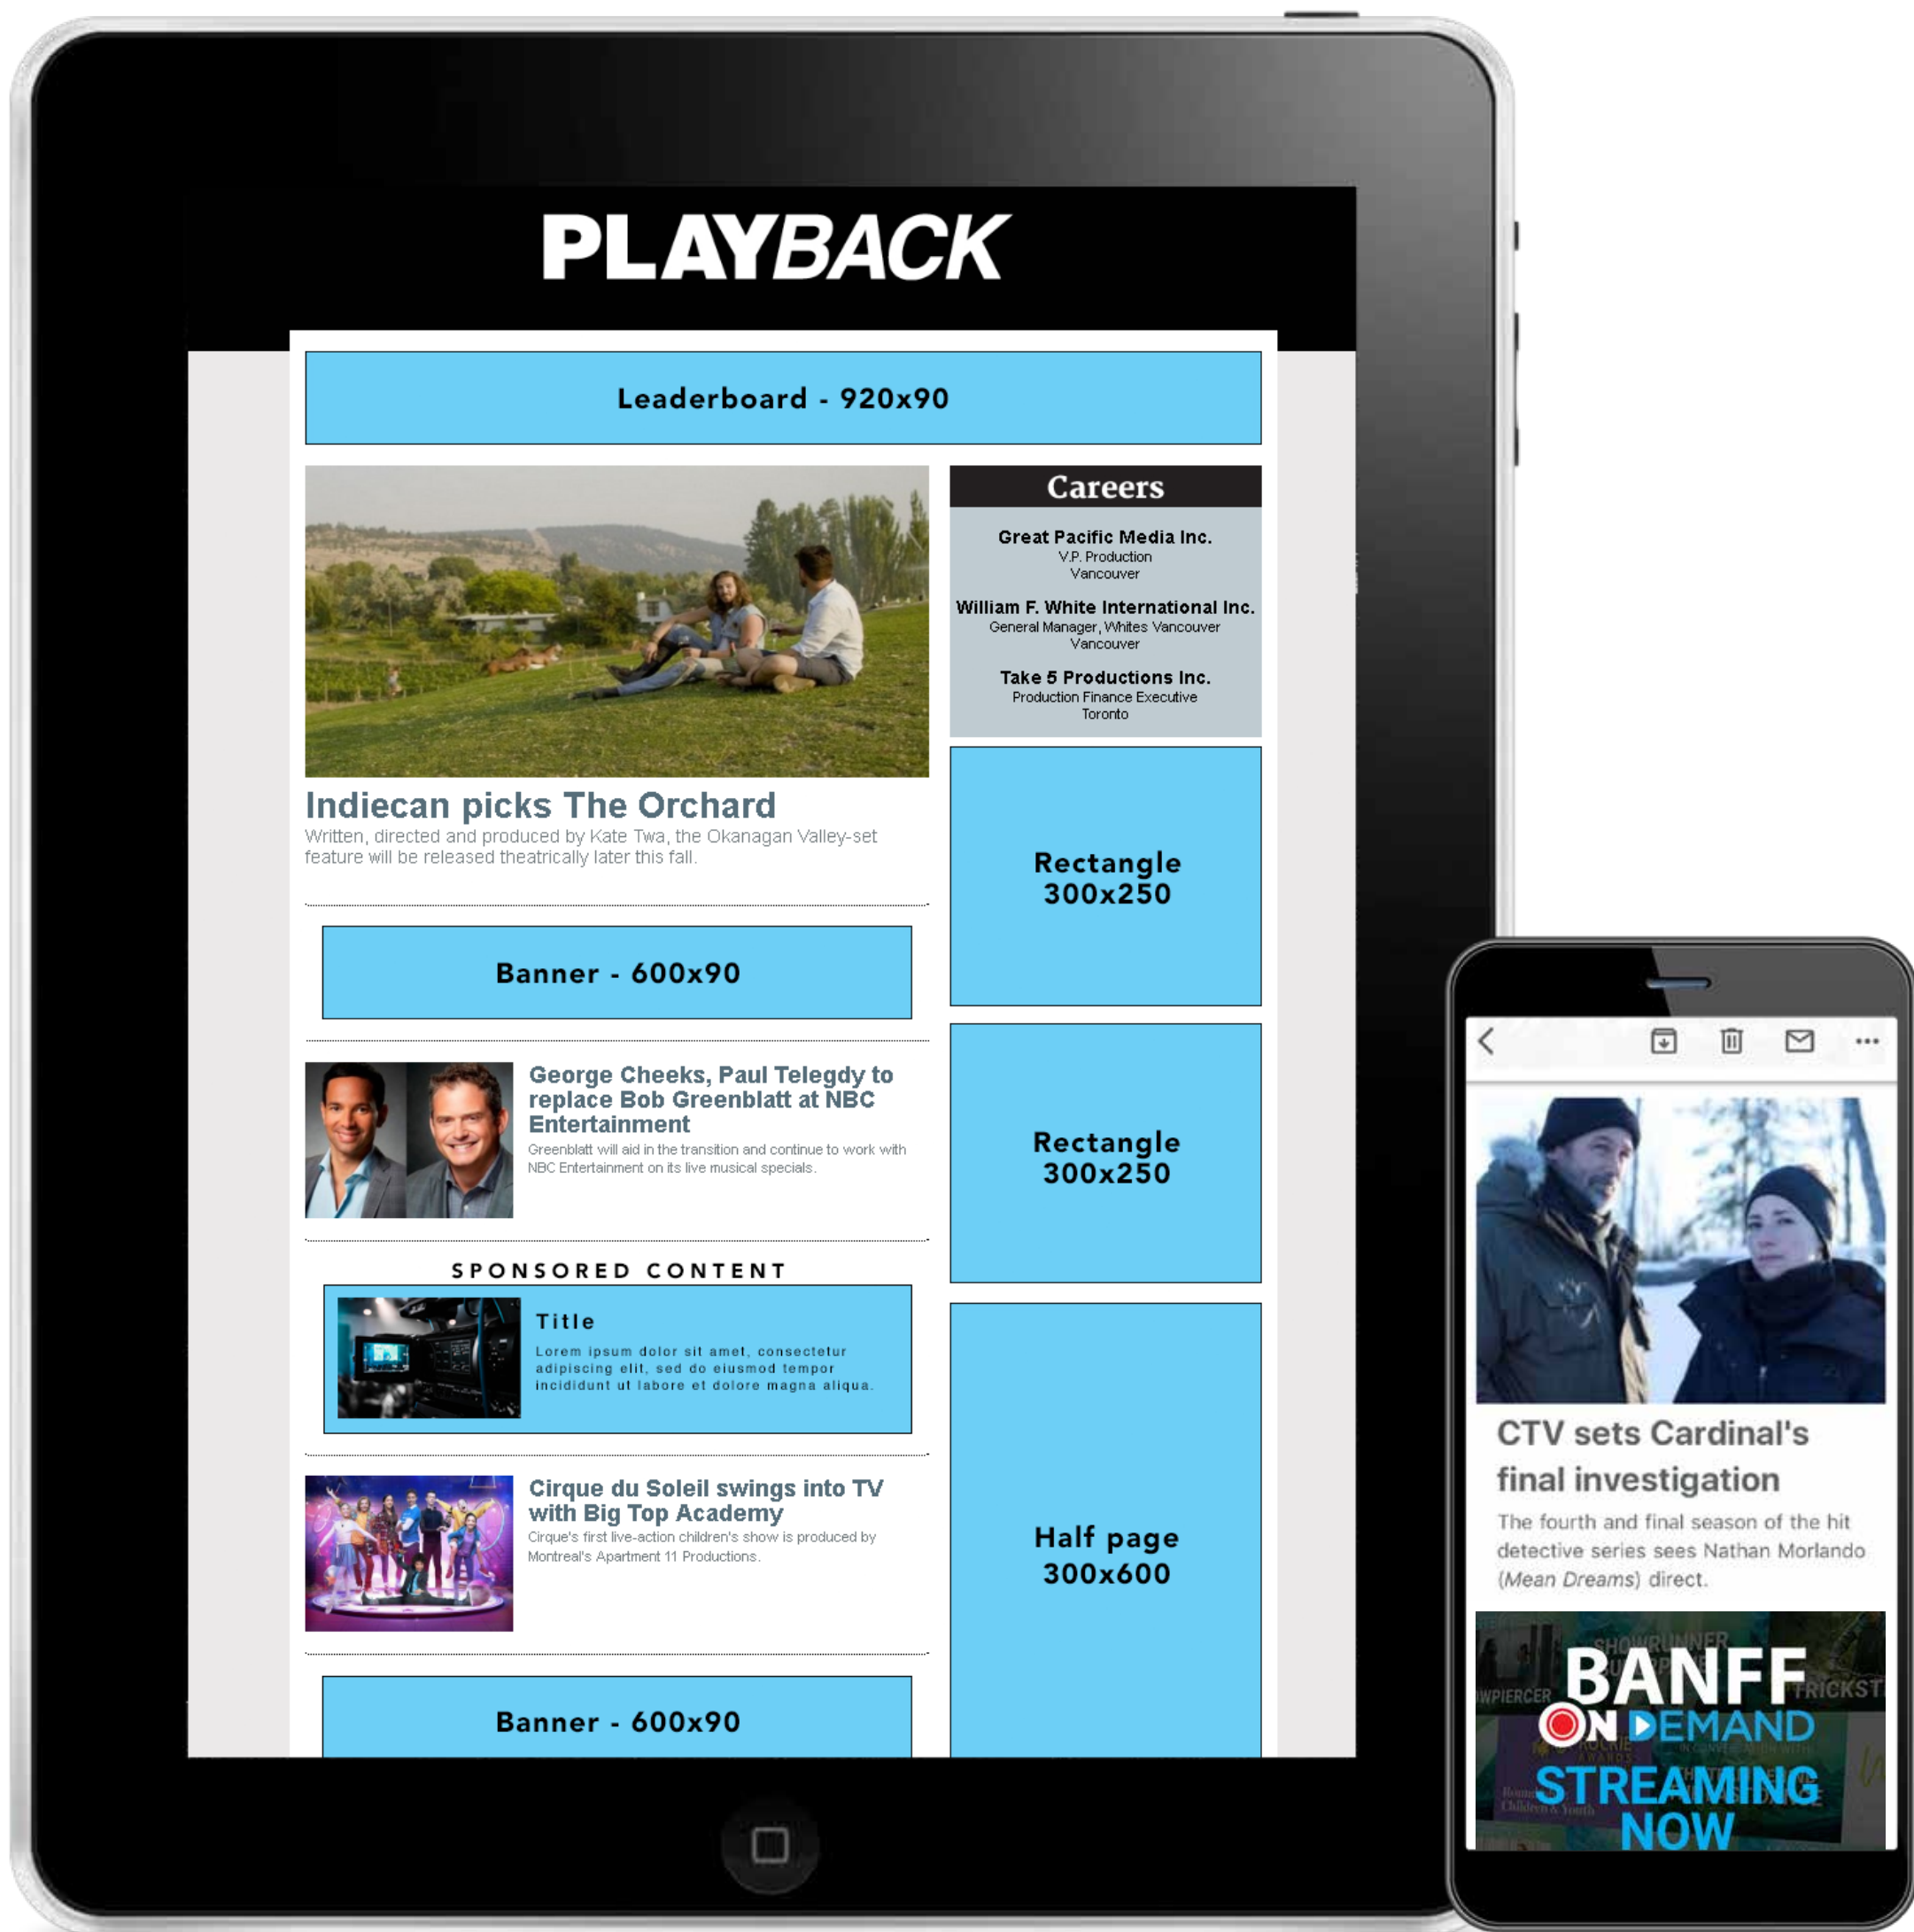 PLAYBACK
Leaderboard - 920x90
Indiecan picks The Orchard
Written, directed and produced by Kate Twa, the Okanagan Valley-set
feature will be released theatrically later this fall.
Banner - 600x90
George Cheeks, Paul Telegdy to
replace Bob Greenblatt at NBC
Entertainment
Greenblatt will aid in the transition and continue to work with
NBC Entertainment on its live musical specials.
SPONSORED CONTENT
Title
Lorem ipsum dolor sit amet, consectetur
adipiscing elit, sed do eiusmod tempor
incididunt ut labore et dolore magna aliqua.
Cirque du Soleil swings into TV
with Big Top Academy
Cirque's first live-action children's show is produced by
Montreal's Apartment 11 Productions.
Banner - 600x90
Careers
Great Pacific Media Inc.
V.P. Production
Vancouver
William F. White International Inc.
General Manager, Whites Vancouver
Vancouver
Take 5 Productions Inc.
Production Finance Executive
Toronto
Rectangle
300x250
Rectangle
300x250
Half page
300x600
CTV sets Cardinal's
final investigation
The fourth and final season of the hit
detective series sees Nathan Morlando
(Mean Dreams) direct.
SHOWRUNNER
BANFF
ON DEMAND
STREAMING
Children & Youth
NOW